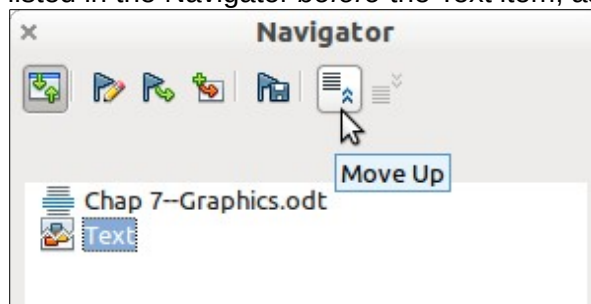 listed in the Navigator before the Text item, a
Navigator
Move Up
Chap 7--Graphics.odt
Text